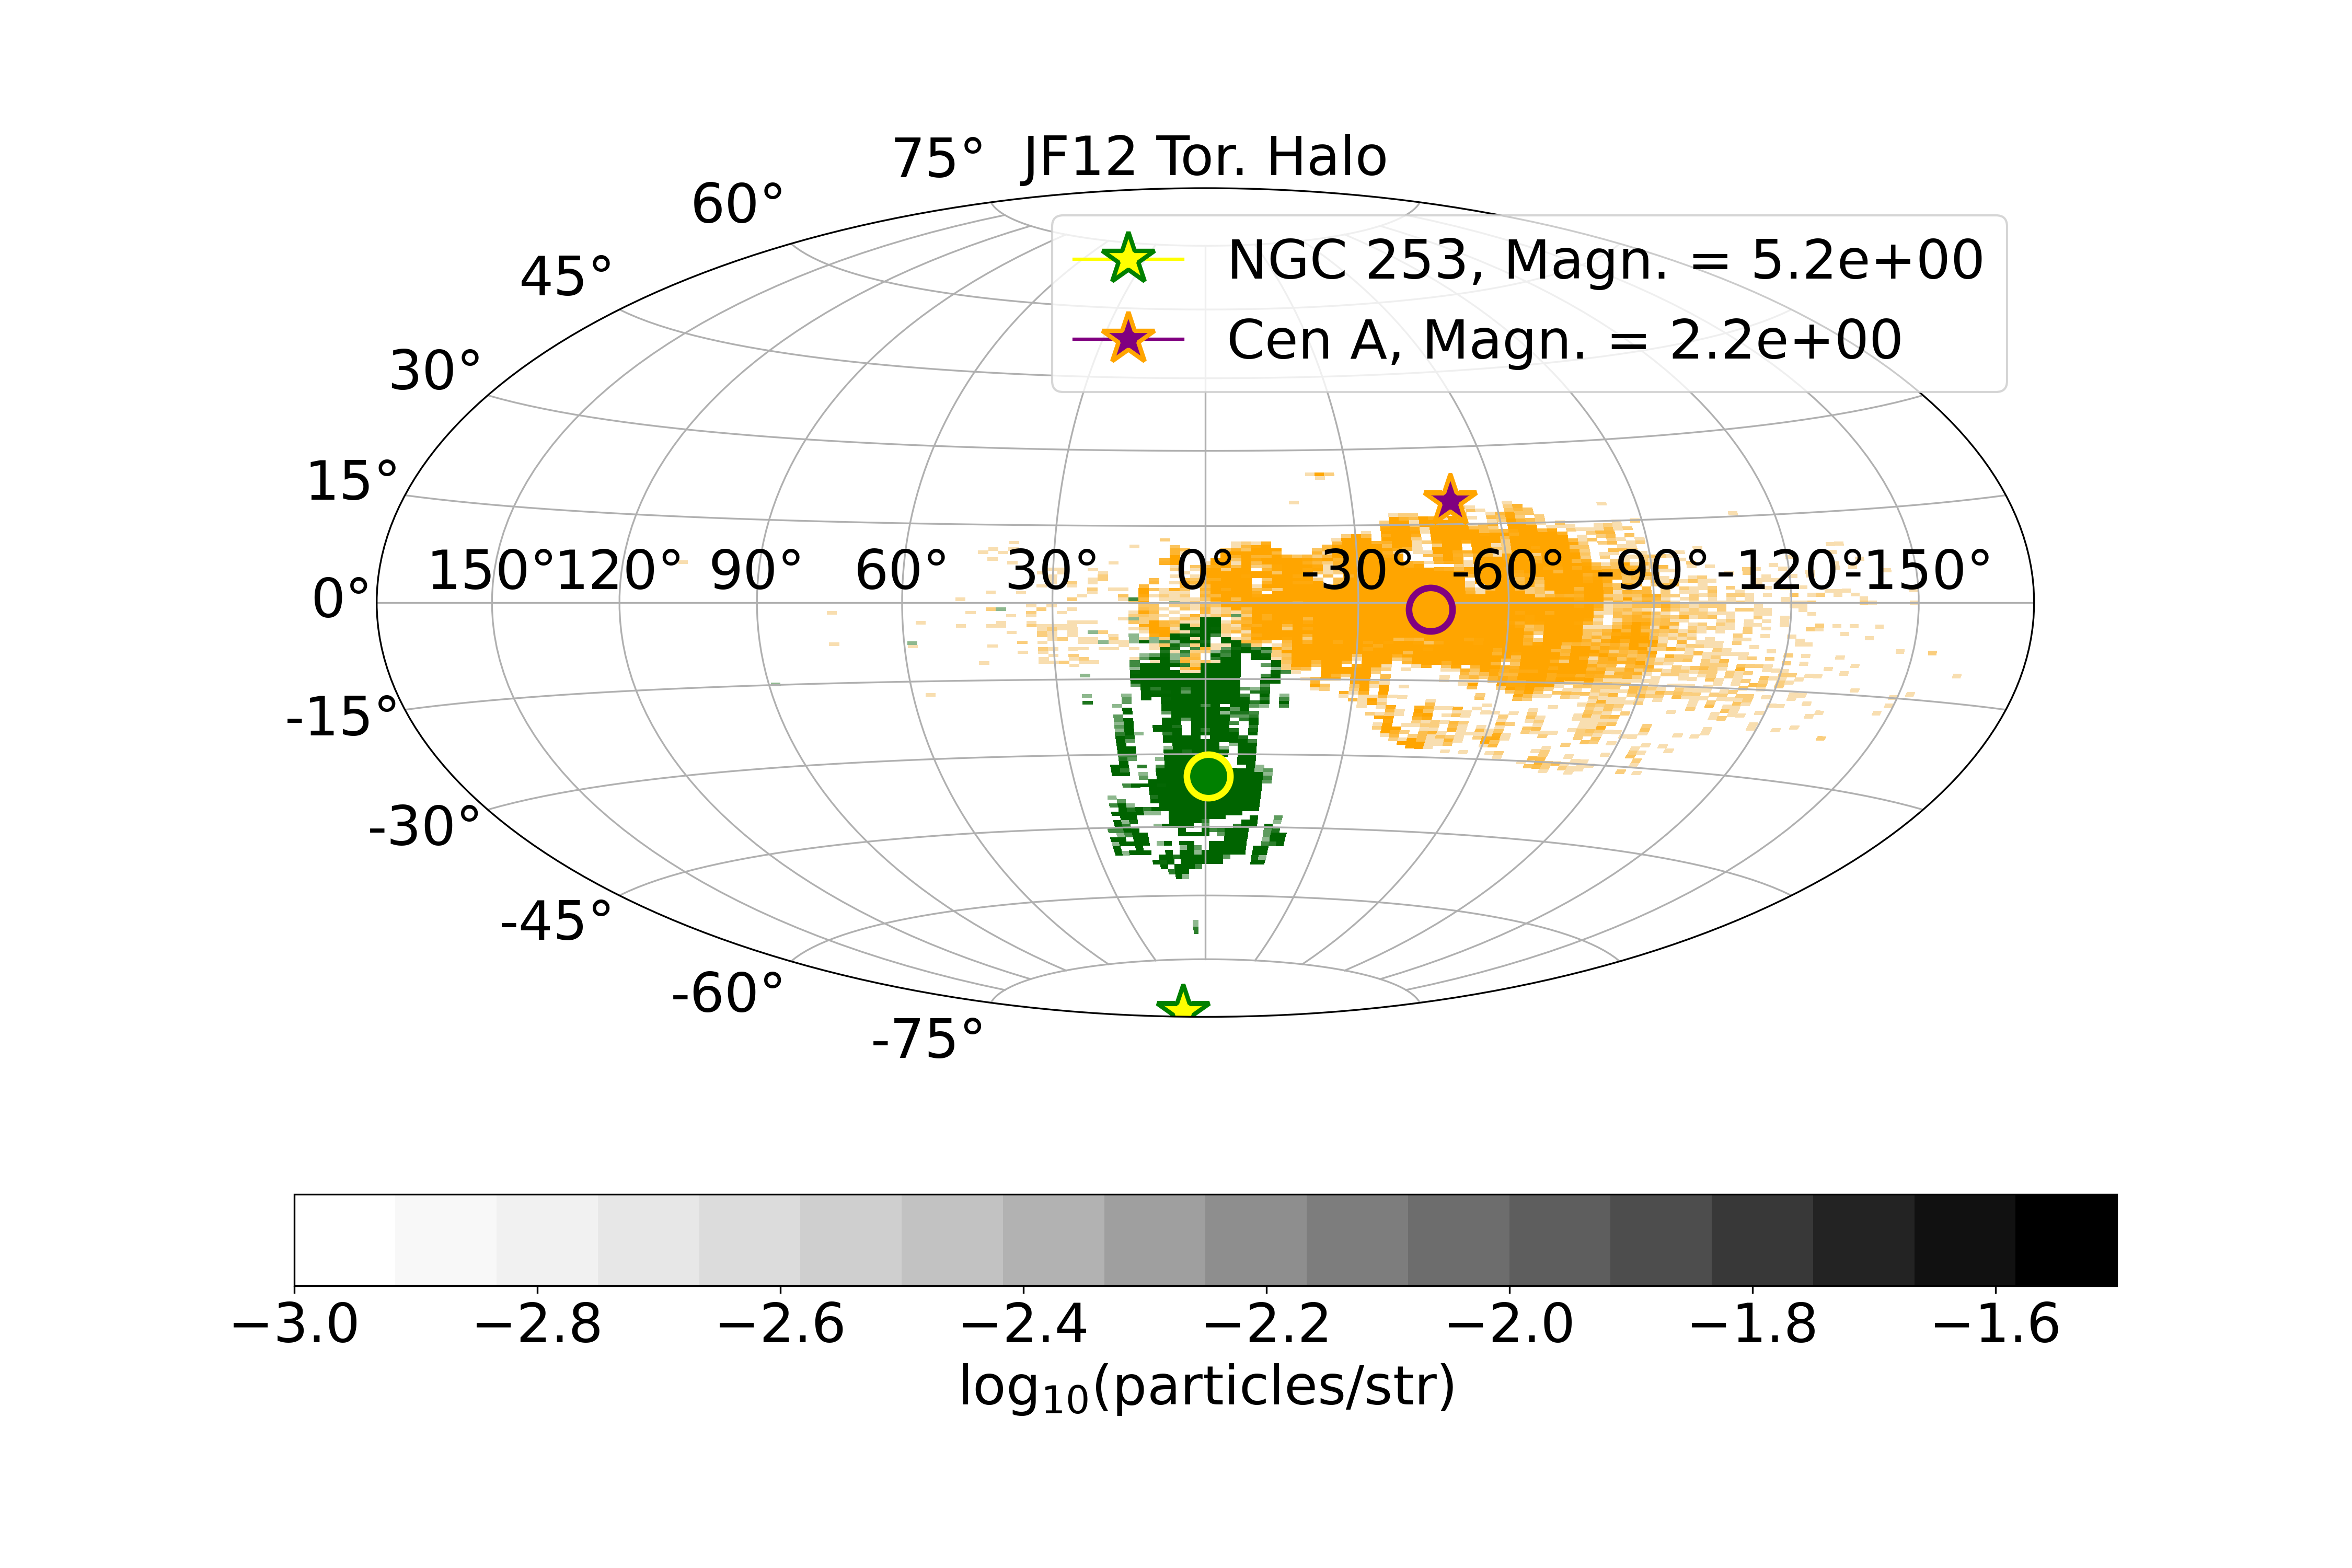 75° JF12 Tor. Halo
60°
45°
30°
15°
0°
-15°
-30°
-45°
-60°
-75°
NGC 253, Magn. = 5.2e+00
Cen A, Magn. = 2.2e+00
150° 120° 90° 60° 30° 0° -30° -60° -90° -120° -150°
−3.0 −2.8 −2.6 −2.4 −2.2 −2.0 −1.8 −1.6
log₁₀(particles/str)